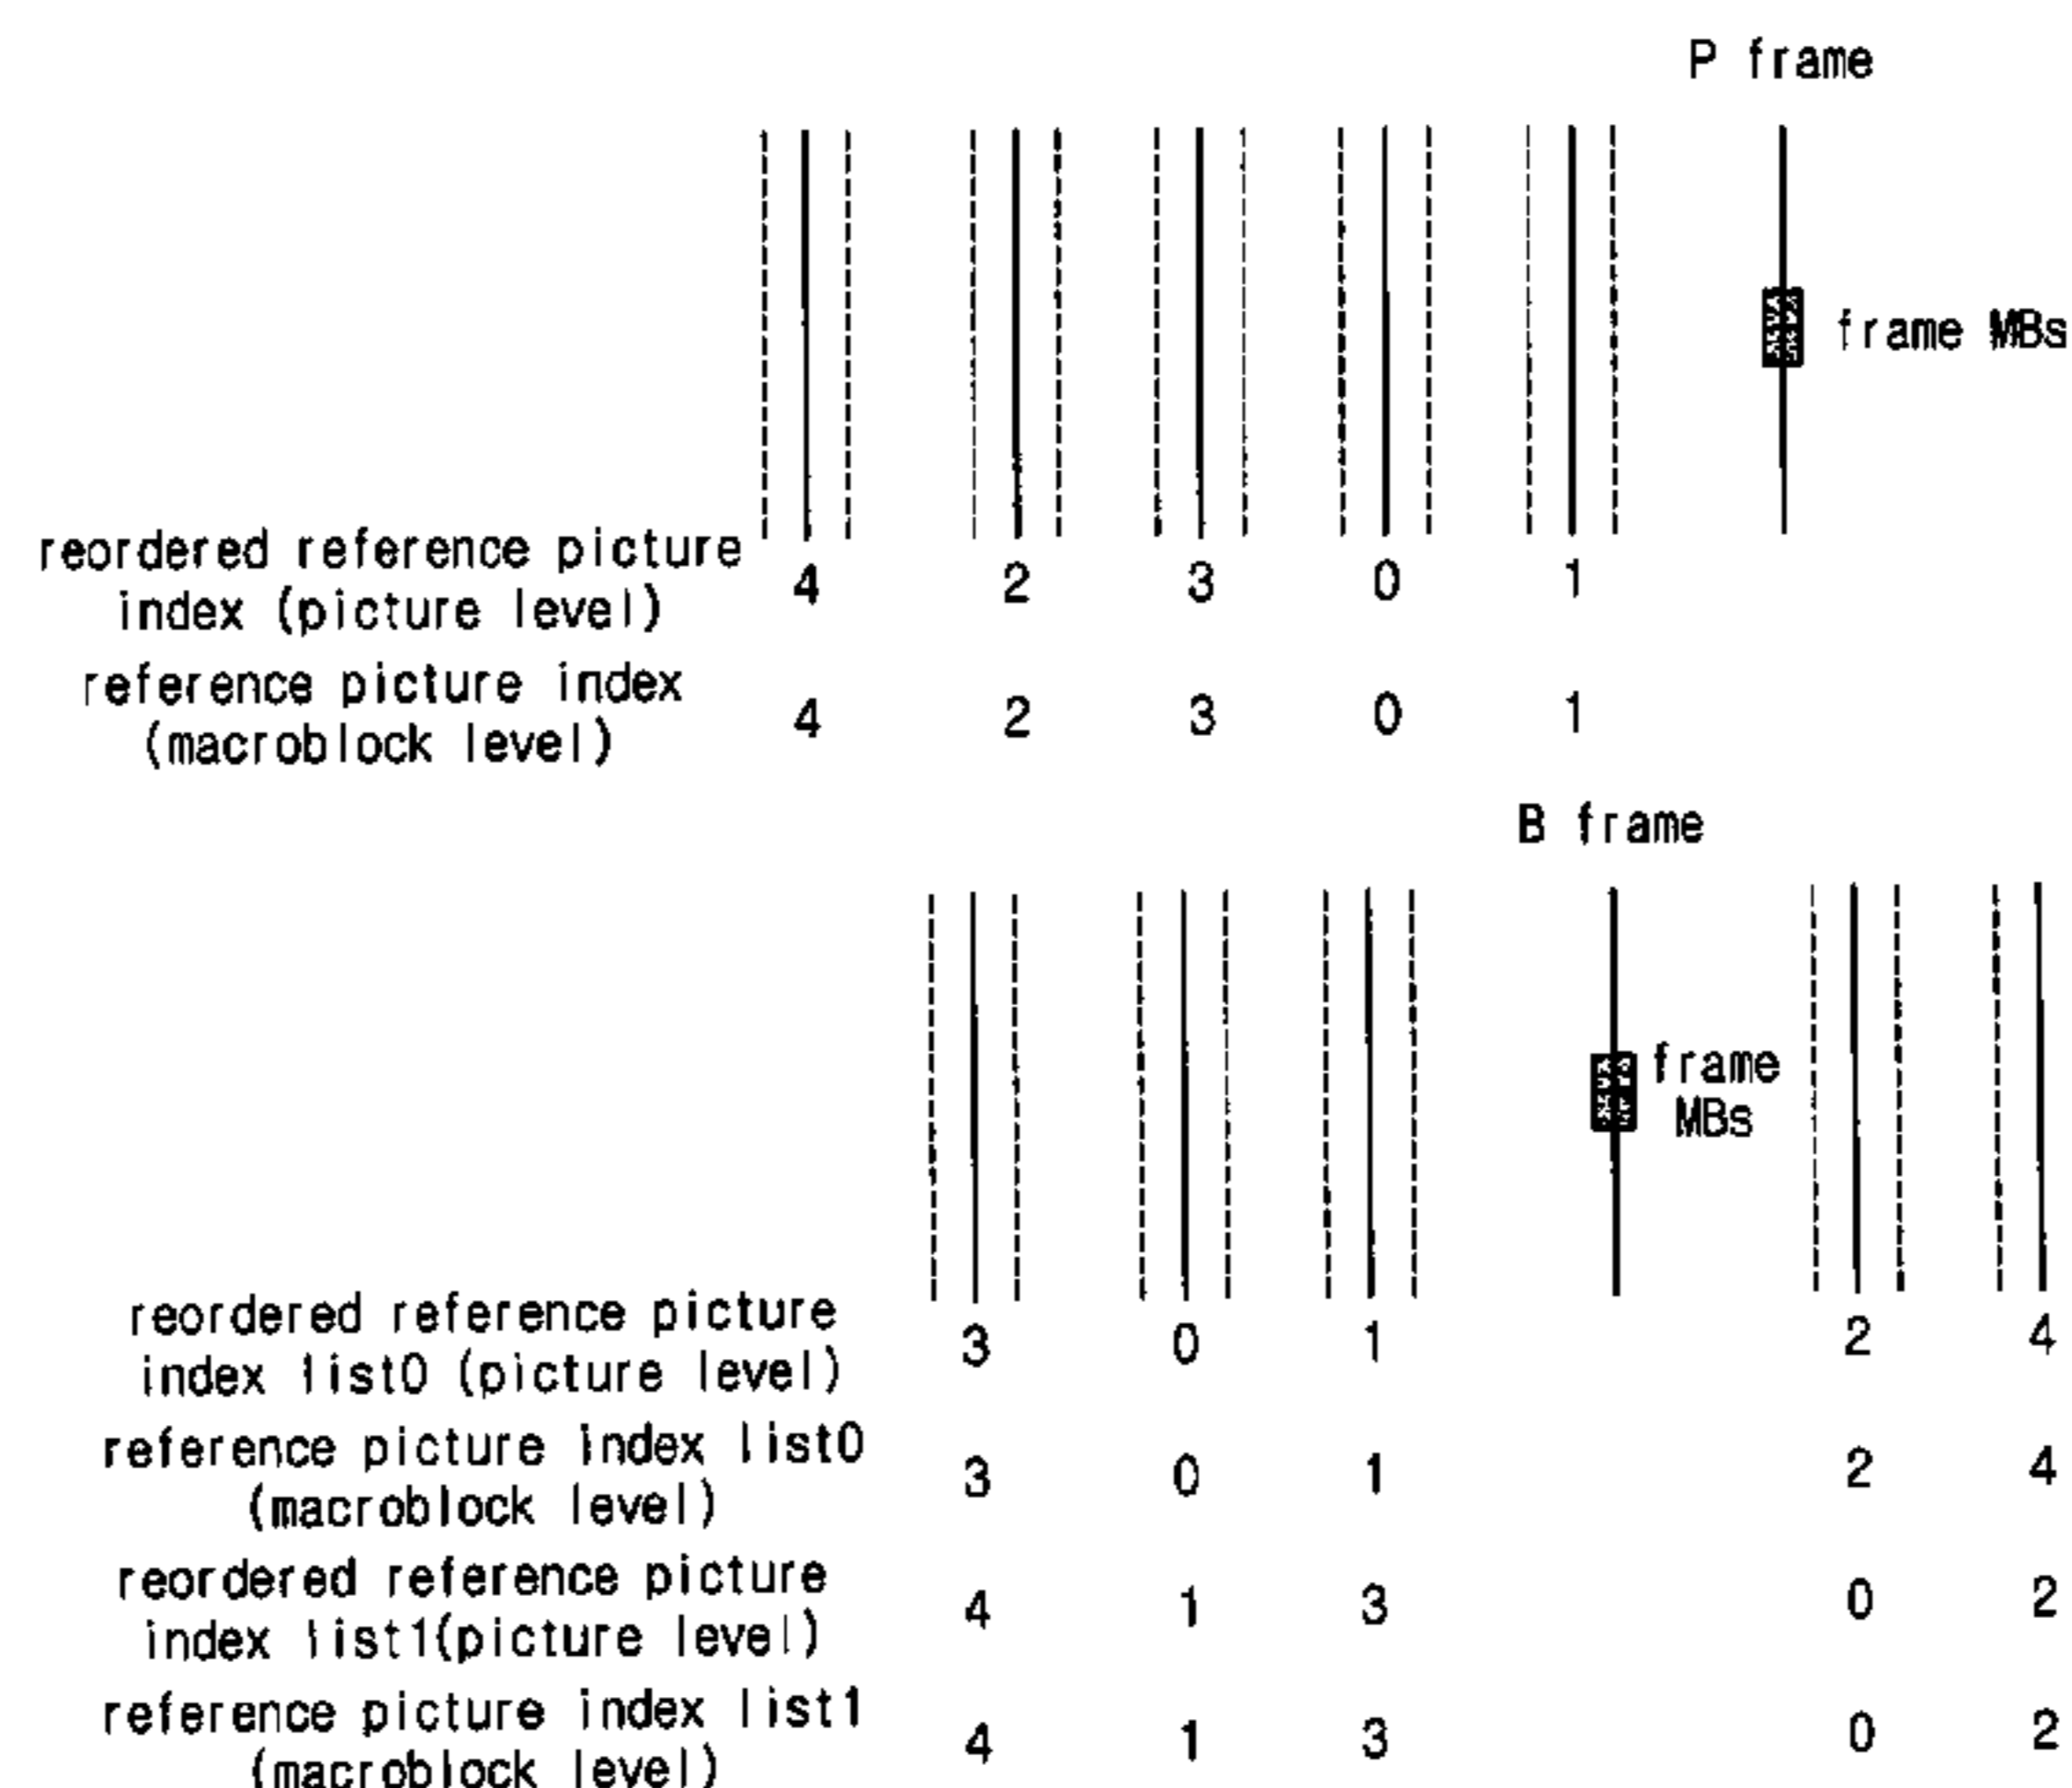 P frame
frame MBs
reordered reference picture
index (picture level)
4 2 3 0 1
reference picture index
(macroblock level)
4 2 3 0 1
B frame
frame
MBs
reordered reference picture
index list0 (picture level)
3 0 1 2 4
reference picture index list0
(macroblock level)
3 0 1 2 4
reordered reference picture
index list1(picture level)
4 1 3 0 2
reference picture index list1
(macroblock level)
4 1 3 0 2